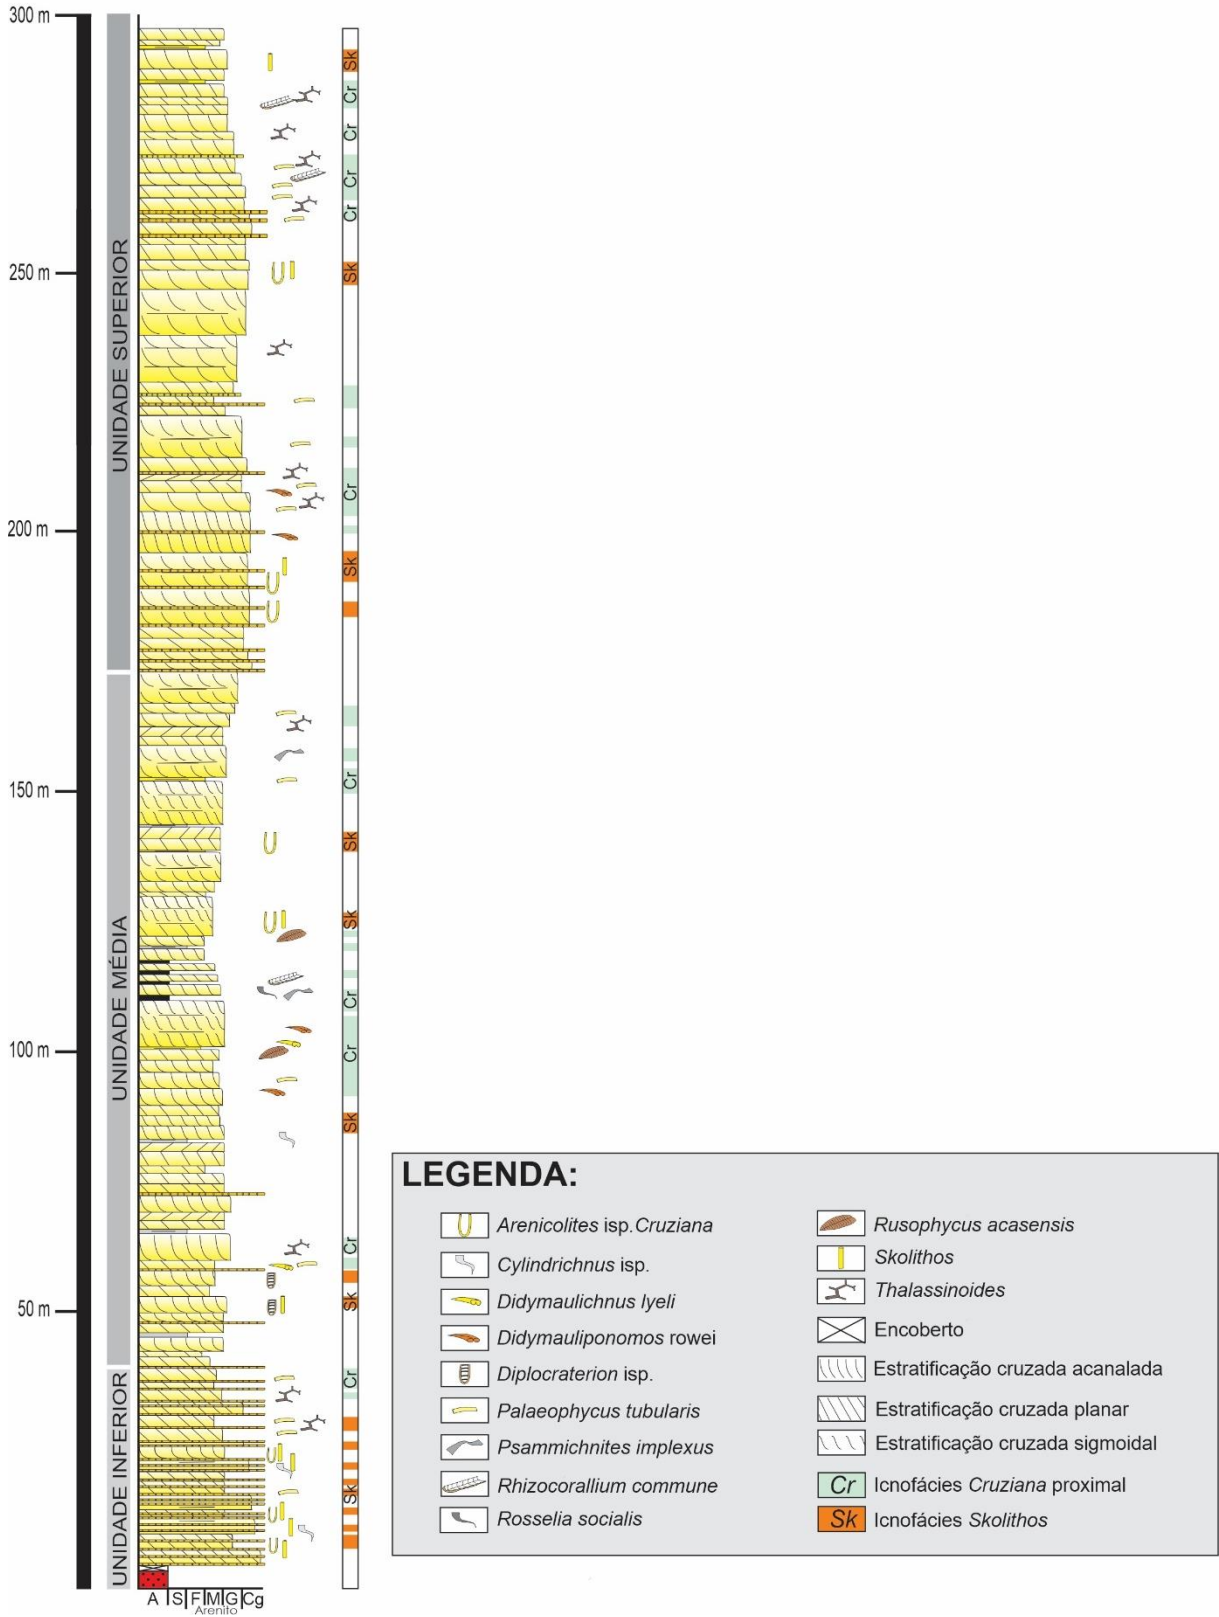 300 m
250 m
200 m
150 m
100 m
50 m
UNIDADE SUPERIOR
UNIDADE MÉDIA
UNIDADE INFERIOR
Sk
Cr
Cr
Cr
Cr
Sk
Cr
Sk
Cr
Sk
Sk
Cr
Cr
Sk
Cr
Sk
Cr
Sk
A S F M G Cg
Arenito
LEGENDA:
Arenicolites isp.Cruziana
Cylindrichnus isp.
Didymaulichnus lyeli
Didymauliponomos rowei
Diplocraterion isp.
Palaeophycus tubularis
Psammichnites implexus
Rhizocorallium commune
Rosselia socialis
Rusophycus acasensis
Skolithos
Thalassinoides
Encoberto
Estratificação cruzada acanalada
Estratificação cruzada planar
Estratificação cruzada sigmoidal
Cr Icnofácies Cruziana proximal
Sk Icnofácies Skolithos